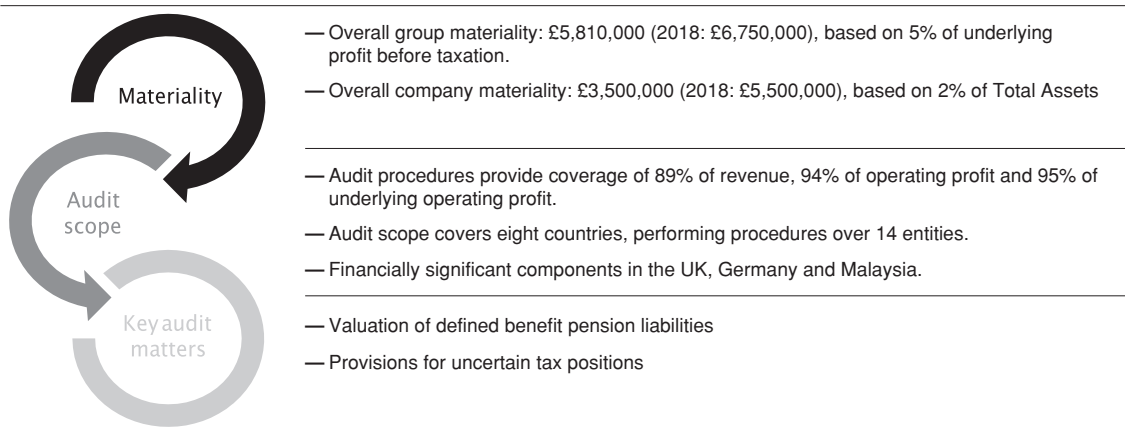 Materiality
— Overall group materiality: £5,810,000 (2018: £6,750,000), based on 5% of underlying
profit before taxation.
— Overall company materiality: £3,500,000 (2018: £5,500,000), based on 2% of Total Assets
Audit
scope
— Audit procedures provide coverage of 89% of revenue, 94% of operating profit and 95% of
underlying operating profit.
— Audit scope covers eight countries, performing procedures over 14 entities.
— Financially significant components in the UK, Germany and Malaysia.
Key audit
matters
— Valuation of defined benefit pension liabilities
— Provisions for uncertain tax positions